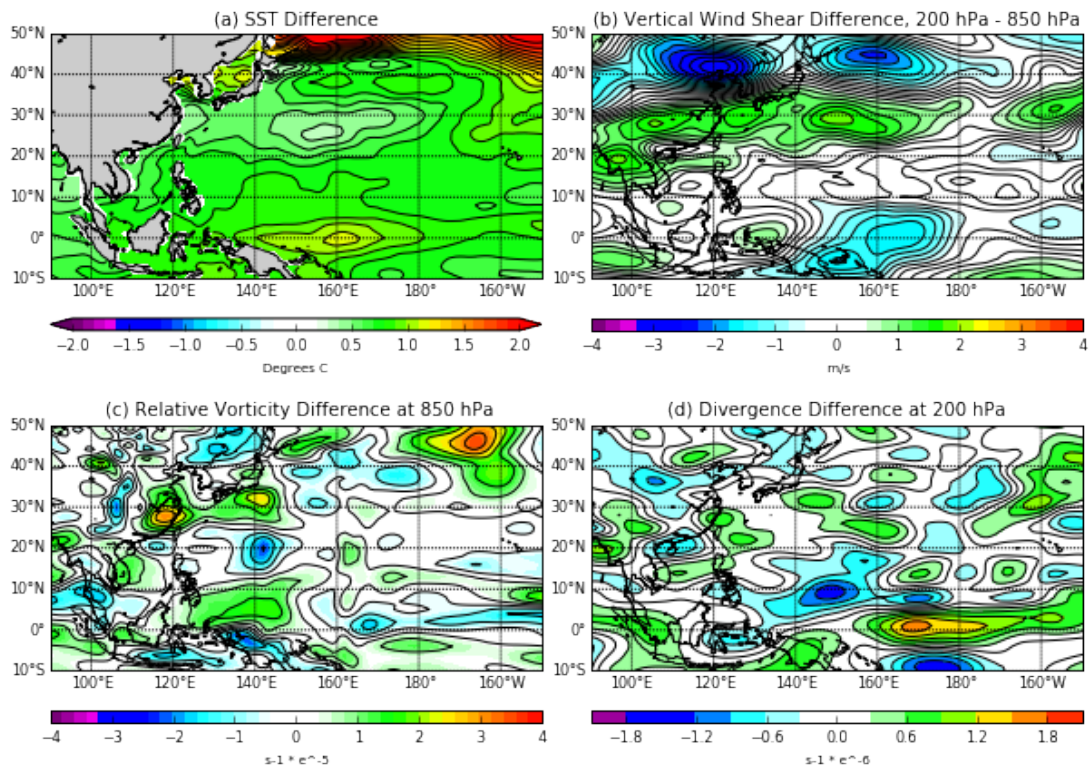 (a) SST Difference
50°N
40°N
30°N
20°N
10°N
0°
10°S
100°E 120°E 140°E 160°E 180° 160°W
−2.0 −1.5 −1.0 −0.5 0.0 0.5 1.0 1.5 2.0
Degrees C
(b) Vertical Wind Shear Difference, 200 hPa - 850 hPa
50°N
40°N
30°N
20°N
10°N
0°
10°S
100°E 120°E 140°E 160°E 180° 160°W
−4 −3 −2 −1 0 1 2 3 4
m/s
(c) Relative Vorticity Difference at 850 hPa
50°N
40°N
30°N
20°N
10°N
0°
10°S
100°E 120°E 140°E 160°E 180° 160°W
−4 −3 −2 −1 0 1 2 3 4
s-1 * e^-5
(d) Divergence Difference at 200 hPa
50°N
40°N
30°N
20°N
10°N
0°
10°S
100°E 120°E 140°E 160°E 180° 160°W
−1.8 −1.2 −0.6 0.0 0.6 1.2 1.8
s-1 * e^-6